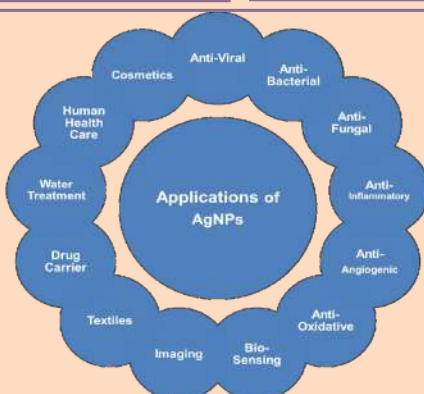 Applications of
AgNPs
Anti-Viral
Anti-
Bacterial
Anti-
Fungal
Anti-
Inflammatory
Anti-
Angiogenic
Anti-
Oxidative
Bio-
Sensing
Imaging
Textiles
Drug
Carrier
Water
Treatment
Human
Health
Care
Cosmetics